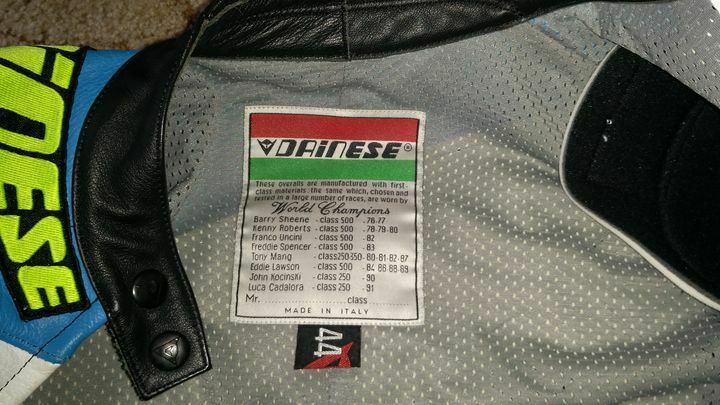 NESE
DAiNESE®
These overalls are manufactured with first-
class materials: the same which, chosen and
tested in a large number of races, are worn by
World Champions
Barry Sheene - class 500 - 76-77
Kenny Roberts - class 500 - 78-79-80
Franco Uncini - class 500 - 82
Freddie Spencer - class 500 - 83
Tony Mang - class250-350 - 80-81-82-87
Eddie Lawson - class 500 - 84-86-88-89
John Kocinski - class 250 - 90
Luca Cadalora - class 250 - 91
Mr. class
MADE IN ITALY
44